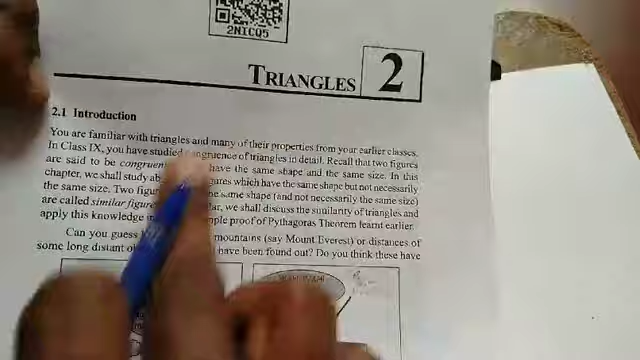 2NICQ5
TRIANGLES 2
2.1 Introduction
You are familiar with triangles and many of their properties from your earlier classes.
In Class IX, you have studied congruence of triangles in detail. Recall that two figures
are said to be congruen have the same shape and the same size. In this
chapter, we shall study ab gures which have the same shape but not necessarily
the same size. Two figu he same shape (and not necessarily the same size)
are called similar figure lar, we shall discuss the similarity of triangles and
apply this knowledge in ple proof of Pythagoras Theorem learnt earlier.
Can you guess mountains (say Mount Everest) or distances of
some long distant o have been found out? Do you think these have